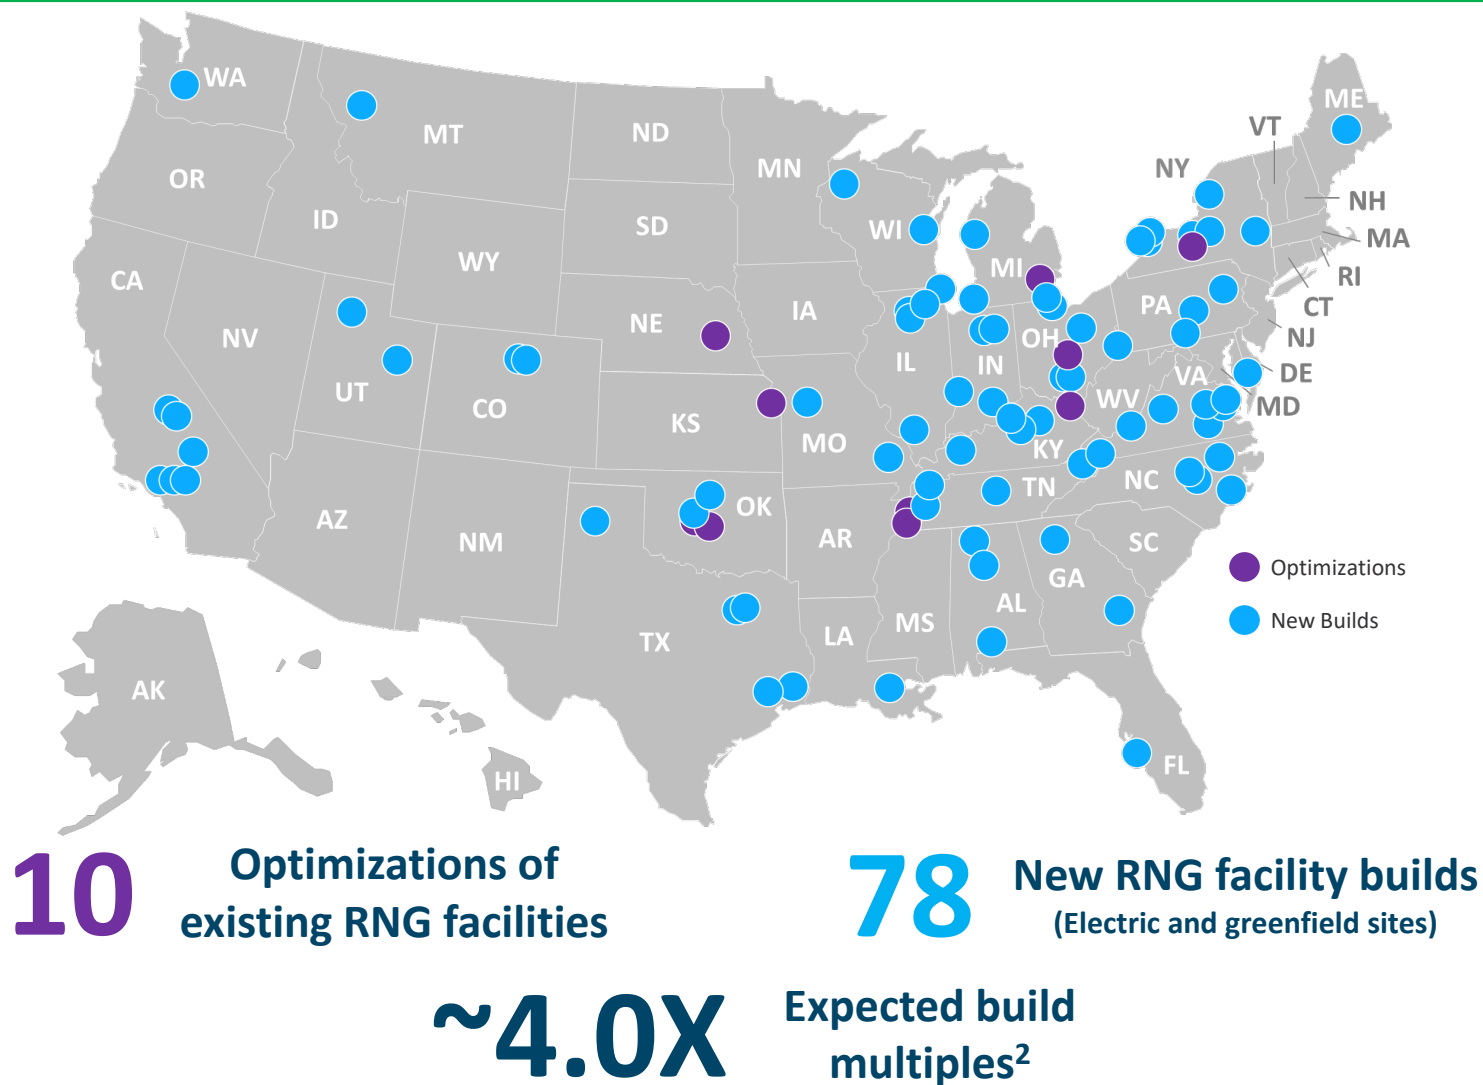 WA
MT
ND
MN
OR
ID
SD
WI
WY
MI
ME
VT
NY
NH
MA
RI
CT
NJ
PA
CA
NV
NE
IA
IL
IN
OH
DE
MD
VA
WV
UT
CO
KS
MO
KY
AZ
NM
OK
AR
TN
NC
SC
GA
AL
MS
LA
TX
FL
AK
HI
Optimizations
New Builds
10
Optimizations of
existing RNG facilities
78
New RNG facility builds
(Electric and greenfield sites)
~4.0X
Expected build
multiples²